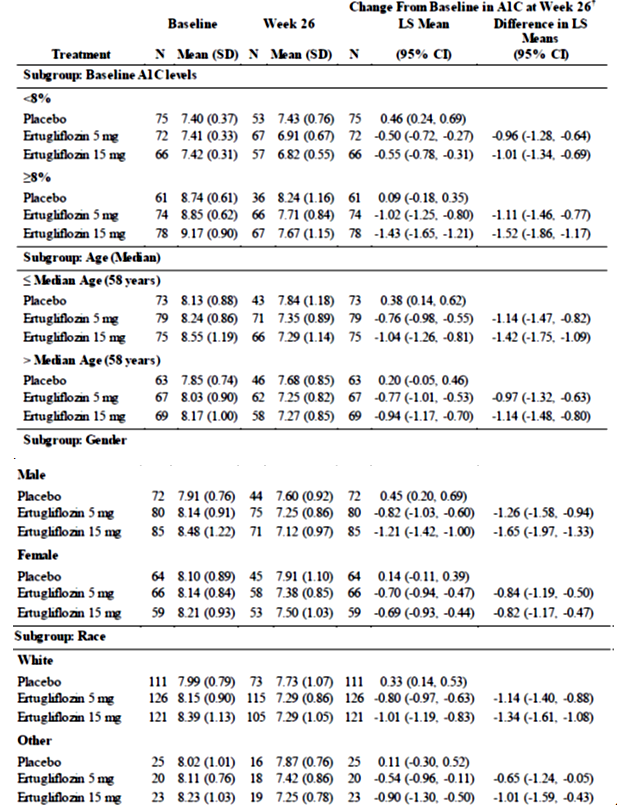 Change From Baseline in A1C at Week 26†
Baseline Week 26 LS Mean Difference in LS Means
Treatment N Mean (SD) N Mean (SD) N (95% CI) (95% CI)
Subgroup: Baseline A1C levels
<8%
Placebo 75 7.40 (0.37) 53 7.43 (0.76) 75 0.46 (0.24, 0.69)
Ertugliflozin 5 mg 72 7.41 (0.33) 67 6.91 (0.67) 72 -0.50 (-0.72, -0.27) -0.96 (-1.28, -0.64)
Ertugliflozin 15 mg 66 7.42 (0.31) 57 6.82 (0.55) 66 -0.55 (-0.78, -0.31) -1.01 (-1.34, -0.69)
≥8%
Placebo 61 8.74 (0.61) 36 8.24 (1.16) 61 0.09 (-0.18, 0.35)
Ertugliflozin 5 mg 74 8.85 (0.62) 66 7.71 (0.84) 74 -1.02 (-1.25, -0.80) -1.11 (-1.46, -0.77)
Ertugliflozin 15 mg 78 9.17 (0.90) 67 7.67 (1.15) 78 -1.43 (-1.65, -1.21) -1.52 (-1.86, -1.17)
Subgroup: Age (Median)
≤ Median Age (58 years)
Placebo 73 8.13 (0.88) 43 7.84 (1.18) 73 0.38 (0.14, 0.62)
Ertugliflozin 5 mg 79 8.24 (0.86) 71 7.35 (0.89) 79 -0.76 (-0.98, -0.55) -1.14 (-1.47, -0.82)
Ertugliflozin 15 mg 75 8.55 (1.19) 66 7.29 (1.14) 75 -1.04 (-1.26, -0.81) -1.42 (-1.75, -1.09)
> Median Age (58 years)
Placebo 63 7.85 (0.74) 46 7.68 (0.85) 63 0.20 (-0.05, 0.46)
Ertugliflozin 5 mg 67 8.03 (0.90) 62 7.25 (0.82) 67 -0.77 (-1.01, -0.53) -0.97 (-1.32, -0.63)
Ertugliflozin 15 mg 69 8.17 (1.00) 58 7.27 (0.85) 69 -0.94 (-1.17, -0.70) -1.14 (-1.48, -0.80)
Subgroup: Gender
Male
Placebo 72 7.91 (0.76) 44 7.60 (0.92) 72 0.45 (0.20, 0.69)
Ertugliflozin 5 mg 80 8.14 (0.91) 75 7.25 (0.86) 80 -0.82 (-1.03, -0.60) -1.26 (-1.58, -0.94)
Ertugliflozin 15 mg 85 8.48 (1.22) 71 7.12 (0.97) 85 -1.21 (-1.42, -1.00) -1.65 (-1.97, -1.33)
Female
Placebo 64 8.10 (0.89) 45 7.91 (1.10) 64 0.14 (-0.11, 0.39)
Ertugliflozin 5 mg 66 8.14 (0.84) 58 7.38 (0.85) 66 -0.70 (-0.94, -0.47) -0.84 (-1.19, -0.50)
Ertugliflozin 15 mg 59 8.21 (0.93) 53 7.50 (1.03) 59 -0.69 (-0.93, -0.44) -0.82 (-1.17, -0.47)
Subgroup: Race
White
Placebo 111 7.99 (0.79) 73 7.73 (1.07) 111 0.33 (0.14, 0.53)
Ertugliflozin 5 mg 126 8.15 (0.90) 115 7.29 (0.86) 126 -0.80 (-0.97, -0.63) -1.14 (-1.40, -0.88)
Ertugliflozin 15 mg 121 8.39 (1.13) 105 7.29 (1.05) 121 -1.01 (-1.19, -0.83) -1.34 (-1.61, -1.08)
Other
Placebo 25 8.02 (1.01) 16 7.87 (0.76) 25 0.11 (-0.30, 0.52)
Ertugliflozin 5 mg 20 8.11 (0.76) 18 7.42 (0.86) 20 -0.54 (-0.96, -0.11) -0.65 (-1.24, -0.05)
Ertugliflozin 15 mg 23 8.23 (1.03) 19 7.25 (0.78) 23 -0.90 (-1.30, -0.50) -1.01 (-1.59, -0.43)